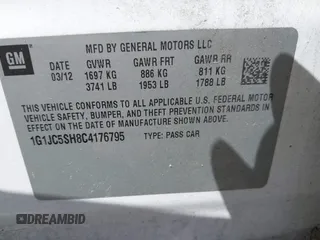 GM
MFD BY GENERAL MOTORS LLC
03/12 GVWR GAWR FRT GAWR RR
1697 KG 886 KG 811 KG
3741 LB 1953 LB 1788 LB
THIS VEHICLE CONFORMS TO ALL APPLICABLE U.S. FEDERAL MOTOR
VEHICLE SAFETY, BUMPER, AND THEFT PREVENTION STANDARDS IN
EFFECT ON THE DATE OF MANUFACTURE SHOWN ABOVE.
1G1JC5SH8C4176795 TYPE: PASS CAR
© DEALRAMBID